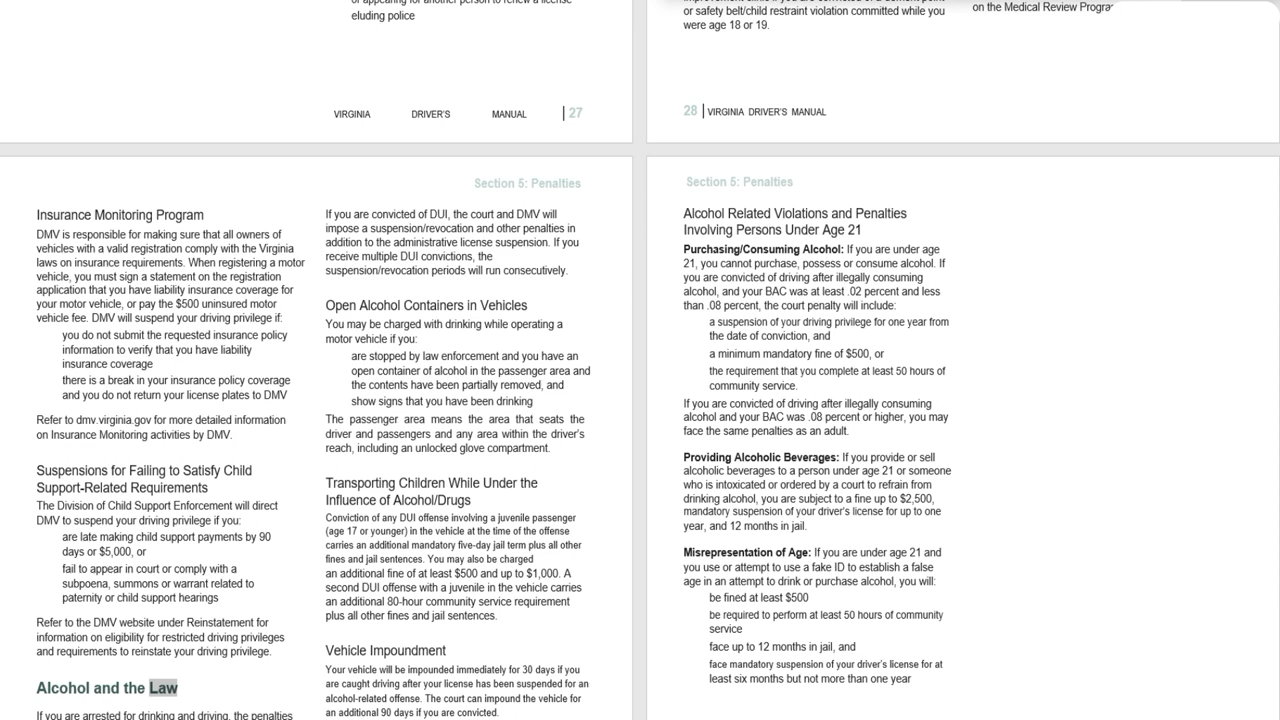 or appearing for another person to renew a license
eluding police
VIRGINIA DRIVER'S MANUAL | 27
or safety belt/child restraint violation committed while you
were age 18 or 19.
on the Medical Review Program
28 | VIRGINIA DRIVER'S MANUAL
Section 5: Penalties
Insurance Monitoring Program
DMV is responsible for making sure that all owners of
vehicles with a valid registration comply with the Virginia
laws on insurance requirements. When registering a motor
vehicle, you must sign a statement on the registration
application that you have liability insurance coverage for
your motor vehicle, or pay the $500 uninsured motor
vehicle fee. DMV will suspend your driving privilege if:
you do not submit the requested insurance policy
information to verify that you have liability
insurance coverage
there is a break in your insurance policy coverage
and you do not return your license plates to DMV
Refer to dmv.virginia.gov for more detailed information
on Insurance Monitoring activities by DMV.
Suspensions for Failing to Satisfy Child
Support-Related Requirements
The Division of Child Support Enforcement will direct
DMV to suspend your driving privilege if you:
are late making child support payments by 90
days or $5,000, or
fail to appear in court or comply with a
subpoena, summons or warrant related to
paternity or child support hearings
Refer to the DMV website under Reinstatement for
information on eligibility for restricted driving privileges
and requirements to reinstate your driving privilege.
Alcohol and the Law
If you are arrested for drinking and driving, the penalties
If you are convicted of DUI, the court and DMV will
impose a suspension/revocation and other penalties in
addition to the administrative license suspension. If you
receive multiple DUI convictions, the
suspension/revocation periods will run consecutively.
Open Alcohol Containers in Vehicles
You may be charged with drinking while operating a
motor vehicle if you:
are stopped by law enforcement and you have an
open container of alcohol in the passenger area and
the contents have been partially removed, and
show signs that you have been drinking
The passenger area means the area that seats the
driver and passengers and any area within the driver's
reach, including an unlocked glove compartment.
Transporting Children While Under the
Influence of Alcohol/Drugs
Conviction of any DUI offense involving a juvenile passenger
(age 17 or younger) in the vehicle at the time of the offense
carries an additional mandatory five-day jail term plus all other
fines and jail sentences. You may also be charged
an additional fine of at least $500 and up to $1,000. A
second DUI offense with a juvenile in the vehicle carries
an additional 80-hour community service requirement
plus all other fines and jail sentences.
Vehicle Impoundment
Your vehicle will be impounded immediately for 30 days if you
are caught driving after your license has been suspended for an
alcohol-related offense. The court can impound the vehicle for
an additional 90 days if you are convicted.
Section 5: Penalties
Alcohol Related Violations and Penalties
Involving Persons Under Age 21
Purchasing/Consuming Alcohol: If you are under age
21, you cannot purchase, possess or consume alcohol. If
you are convicted of driving after illegally consuming
alcohol, and your BAC was at least .02 percent and less
than .08 percent, the court penalty will include:
a suspension of your driving privilege for one year from
the date of conviction, and
a minimum mandatory fine of $500, or
the requirement that you complete at least 50 hours of
community service.
If you are convicted of driving after illegally consuming
alcohol and your BAC was .08 percent or higher, you may
face the same penalties as an adult.
Providing Alcoholic Beverages: If you provide or sell
alcoholic beverages to a person under age 21 or someone
who is intoxicated or ordered by a court to refrain from
drinking alcohol, you are subject to a fine up to $2,500,
mandatory suspension of your driver's license for up to one
year, and 12 months in jail.
Misrepresentation of Age: If you are under age 21 and
you use or attempt to use a fake ID to establish a false
age in an attempt to drink or purchase alcohol, you will:
be fined at least $500
be required to perform at least 50 hours of community
service
face up to 12 months in jail, and
face mandatory suspension of your driver's license for at
least six months but not more than one year